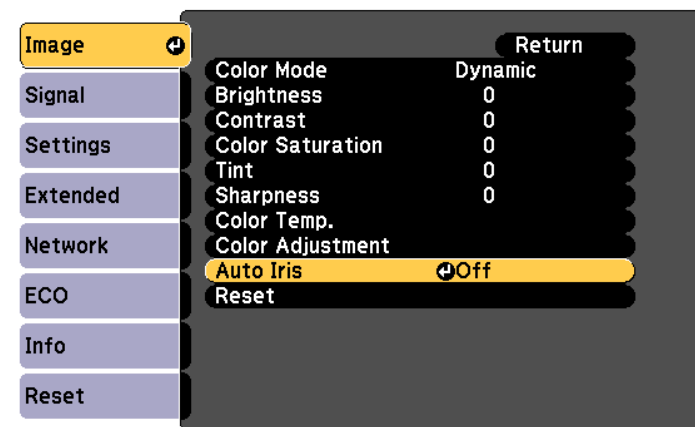 Image
Signal
Settings
Extended
Network
ECO
Info
Reset
Return
Color Mode Dynamic
Brightness 0
Contrast 0
Color Saturation 0
Tint 0
Sharpness 0
Color Temp.
Color Adjustment
Auto Iris Off
Reset